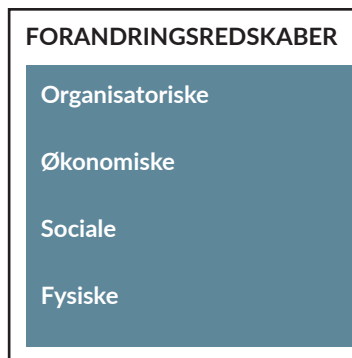 FORANDRINGSREDSKABER
Organisatoriske
Økonomiske
Sociale
Fysiske